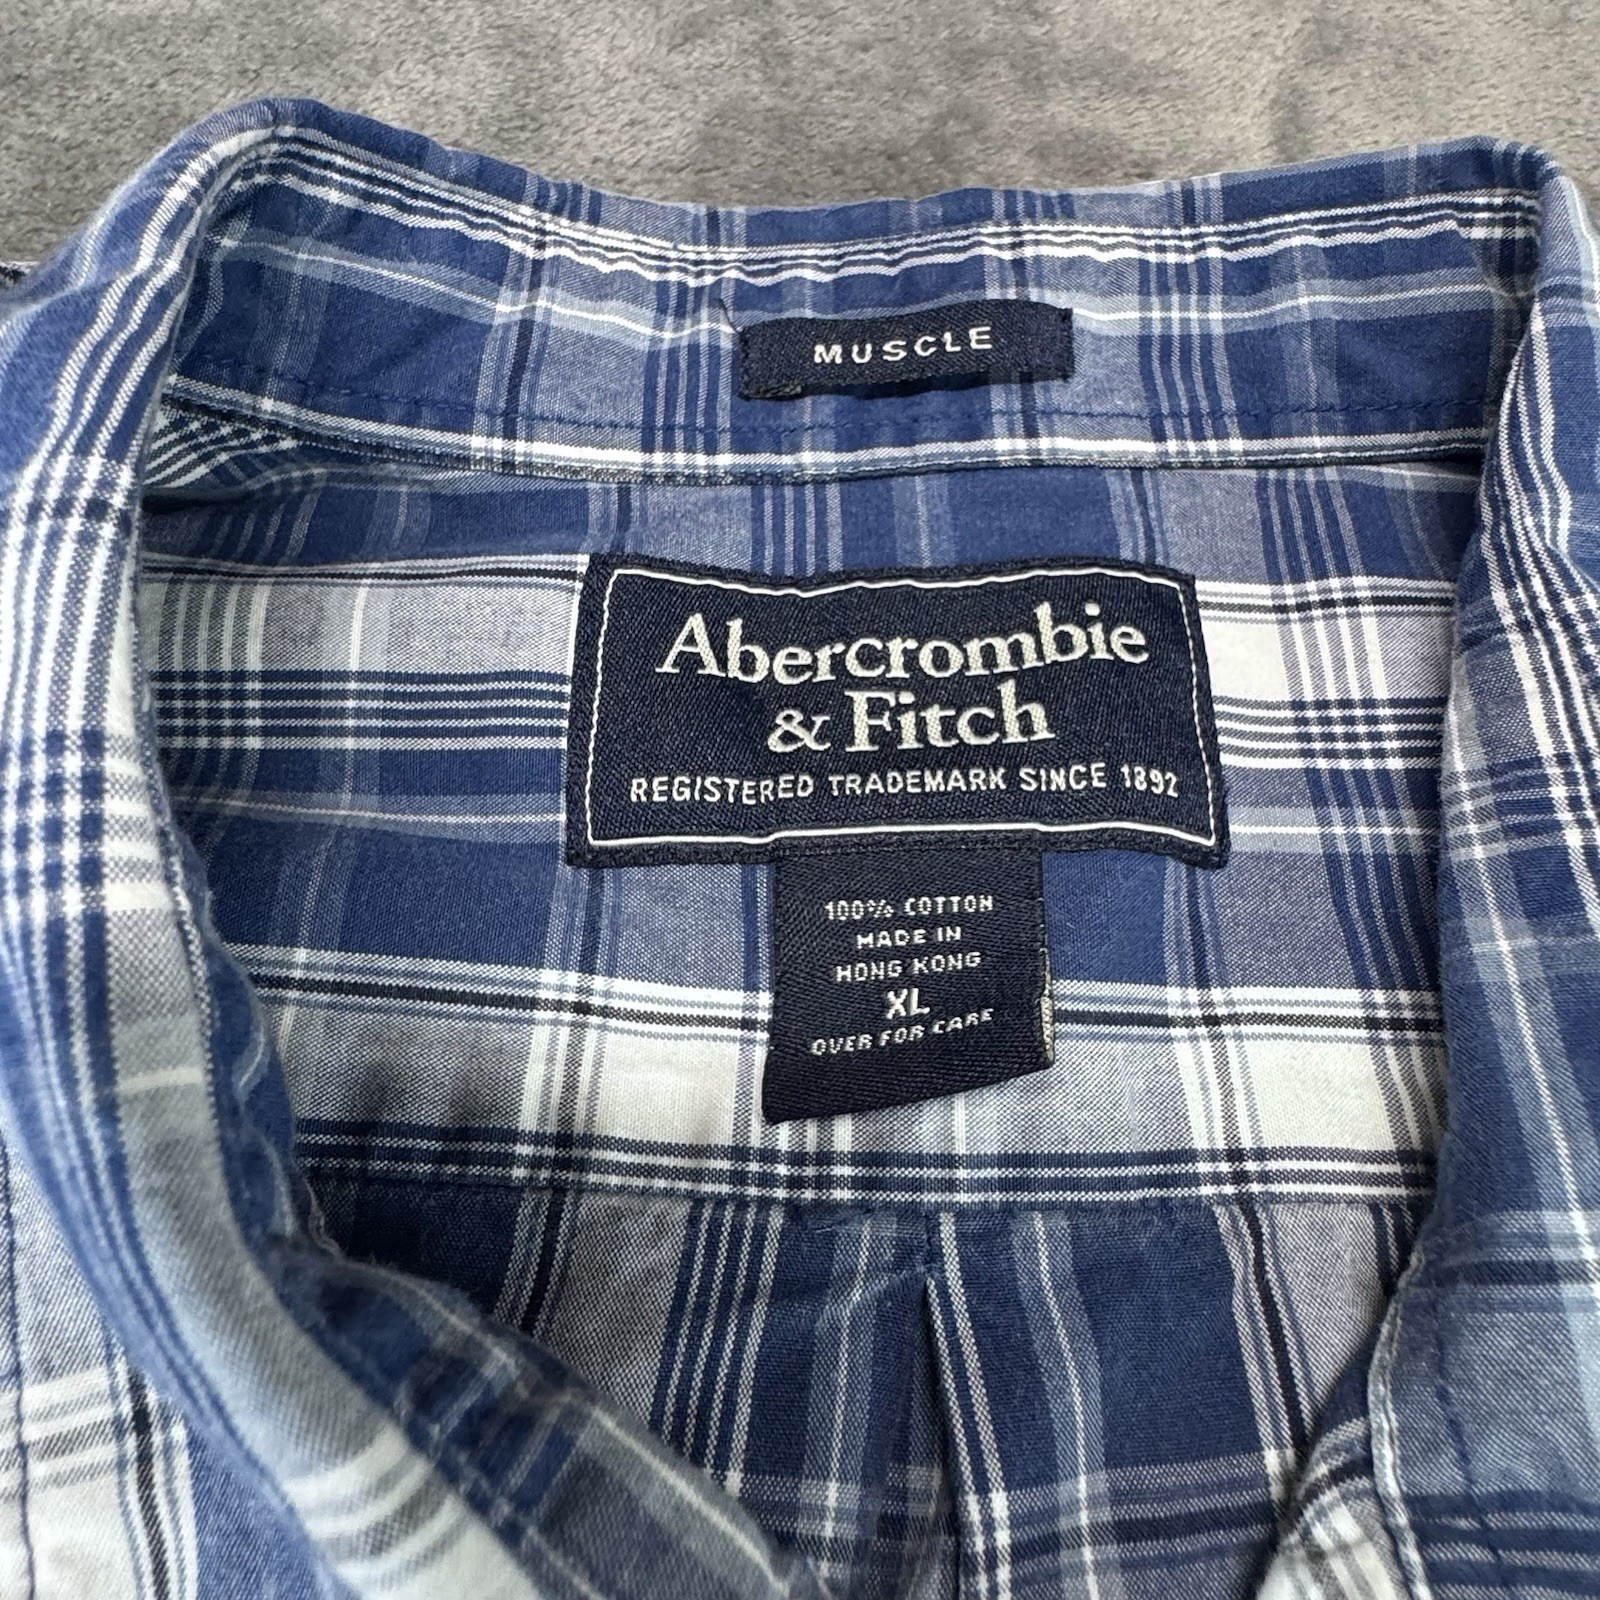 MUSCLE
Abercrombie
& Fitch
REGISTERED TRADEMARK SINCE 1892
100% COTTON
MADE IN
HONG KONG
XL
OVER FOR CARE